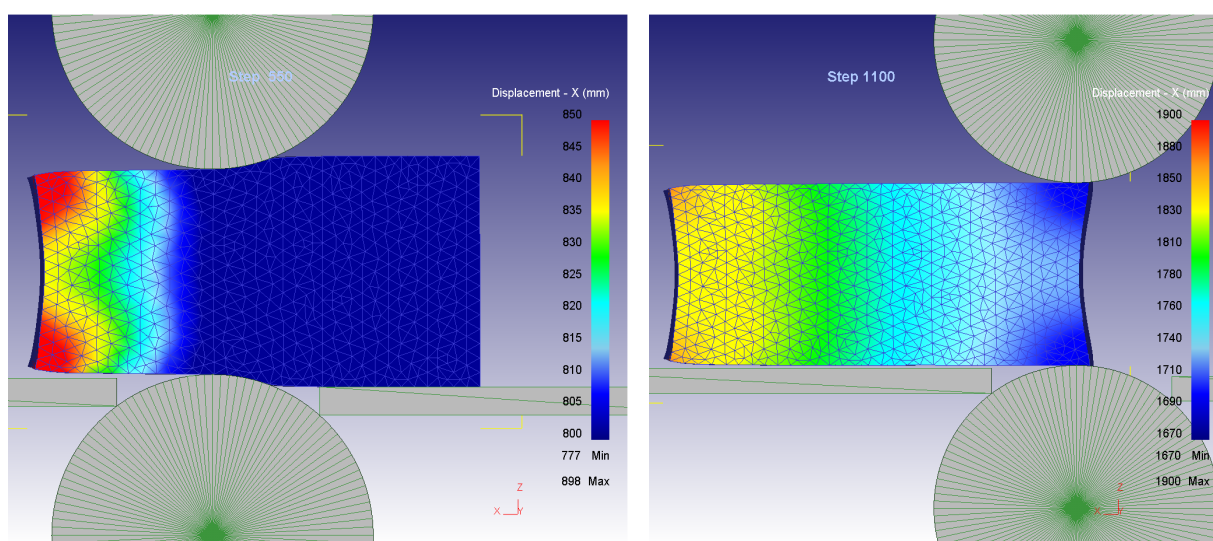 Step
Displacement - X (mm)
850
845
840
835
830
825
820
815
810
805
800
777 Min
898 Max
Z
X Y
Step 1100
Displacement - X (mm)
1900
1880
1850
1830
1810
1780
1760
1740
1710
1690
1670
1670 Min
1900 Max
Z
X Y